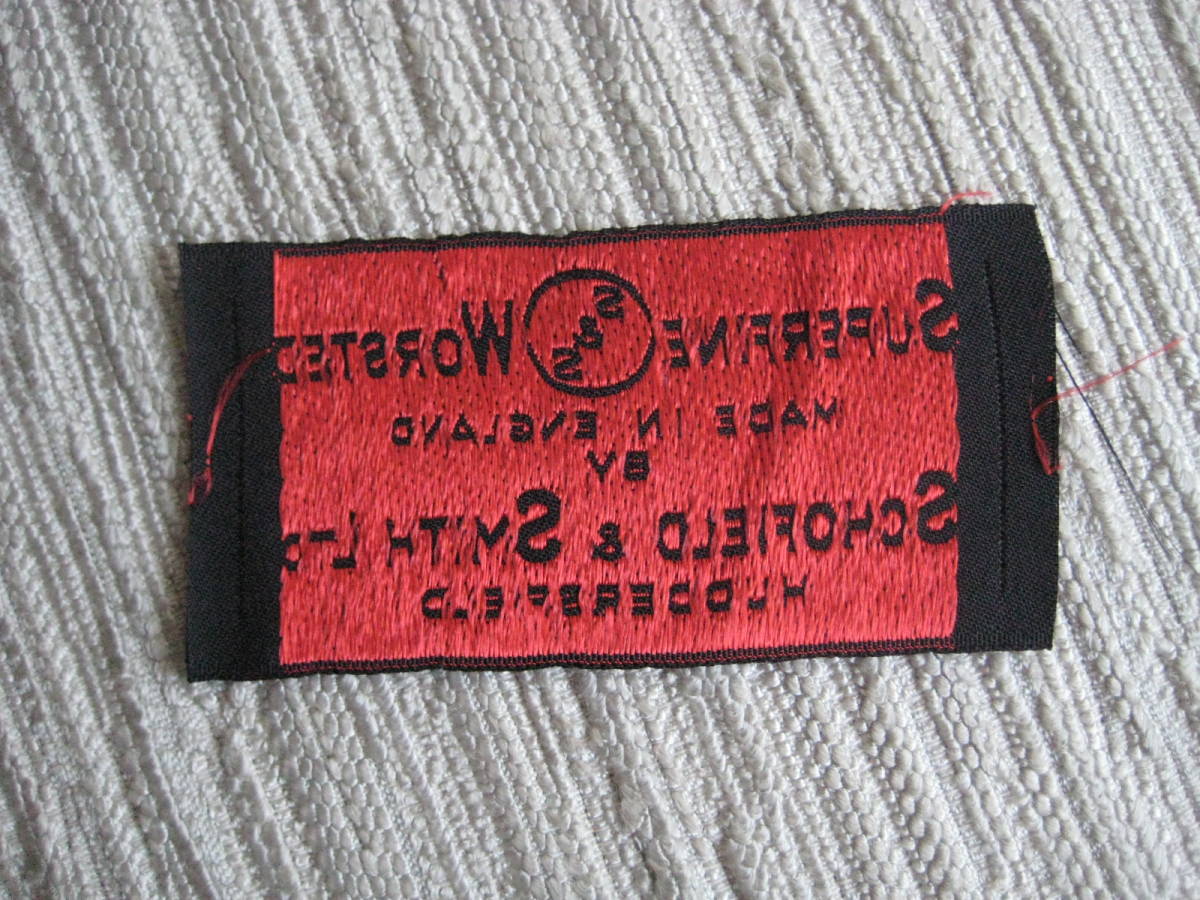 SUPERFINE S&S WORSTED
MADE IN ENGLAND
BY
SCHOFIELD & SMITH LTD
HUDDERSFIELD